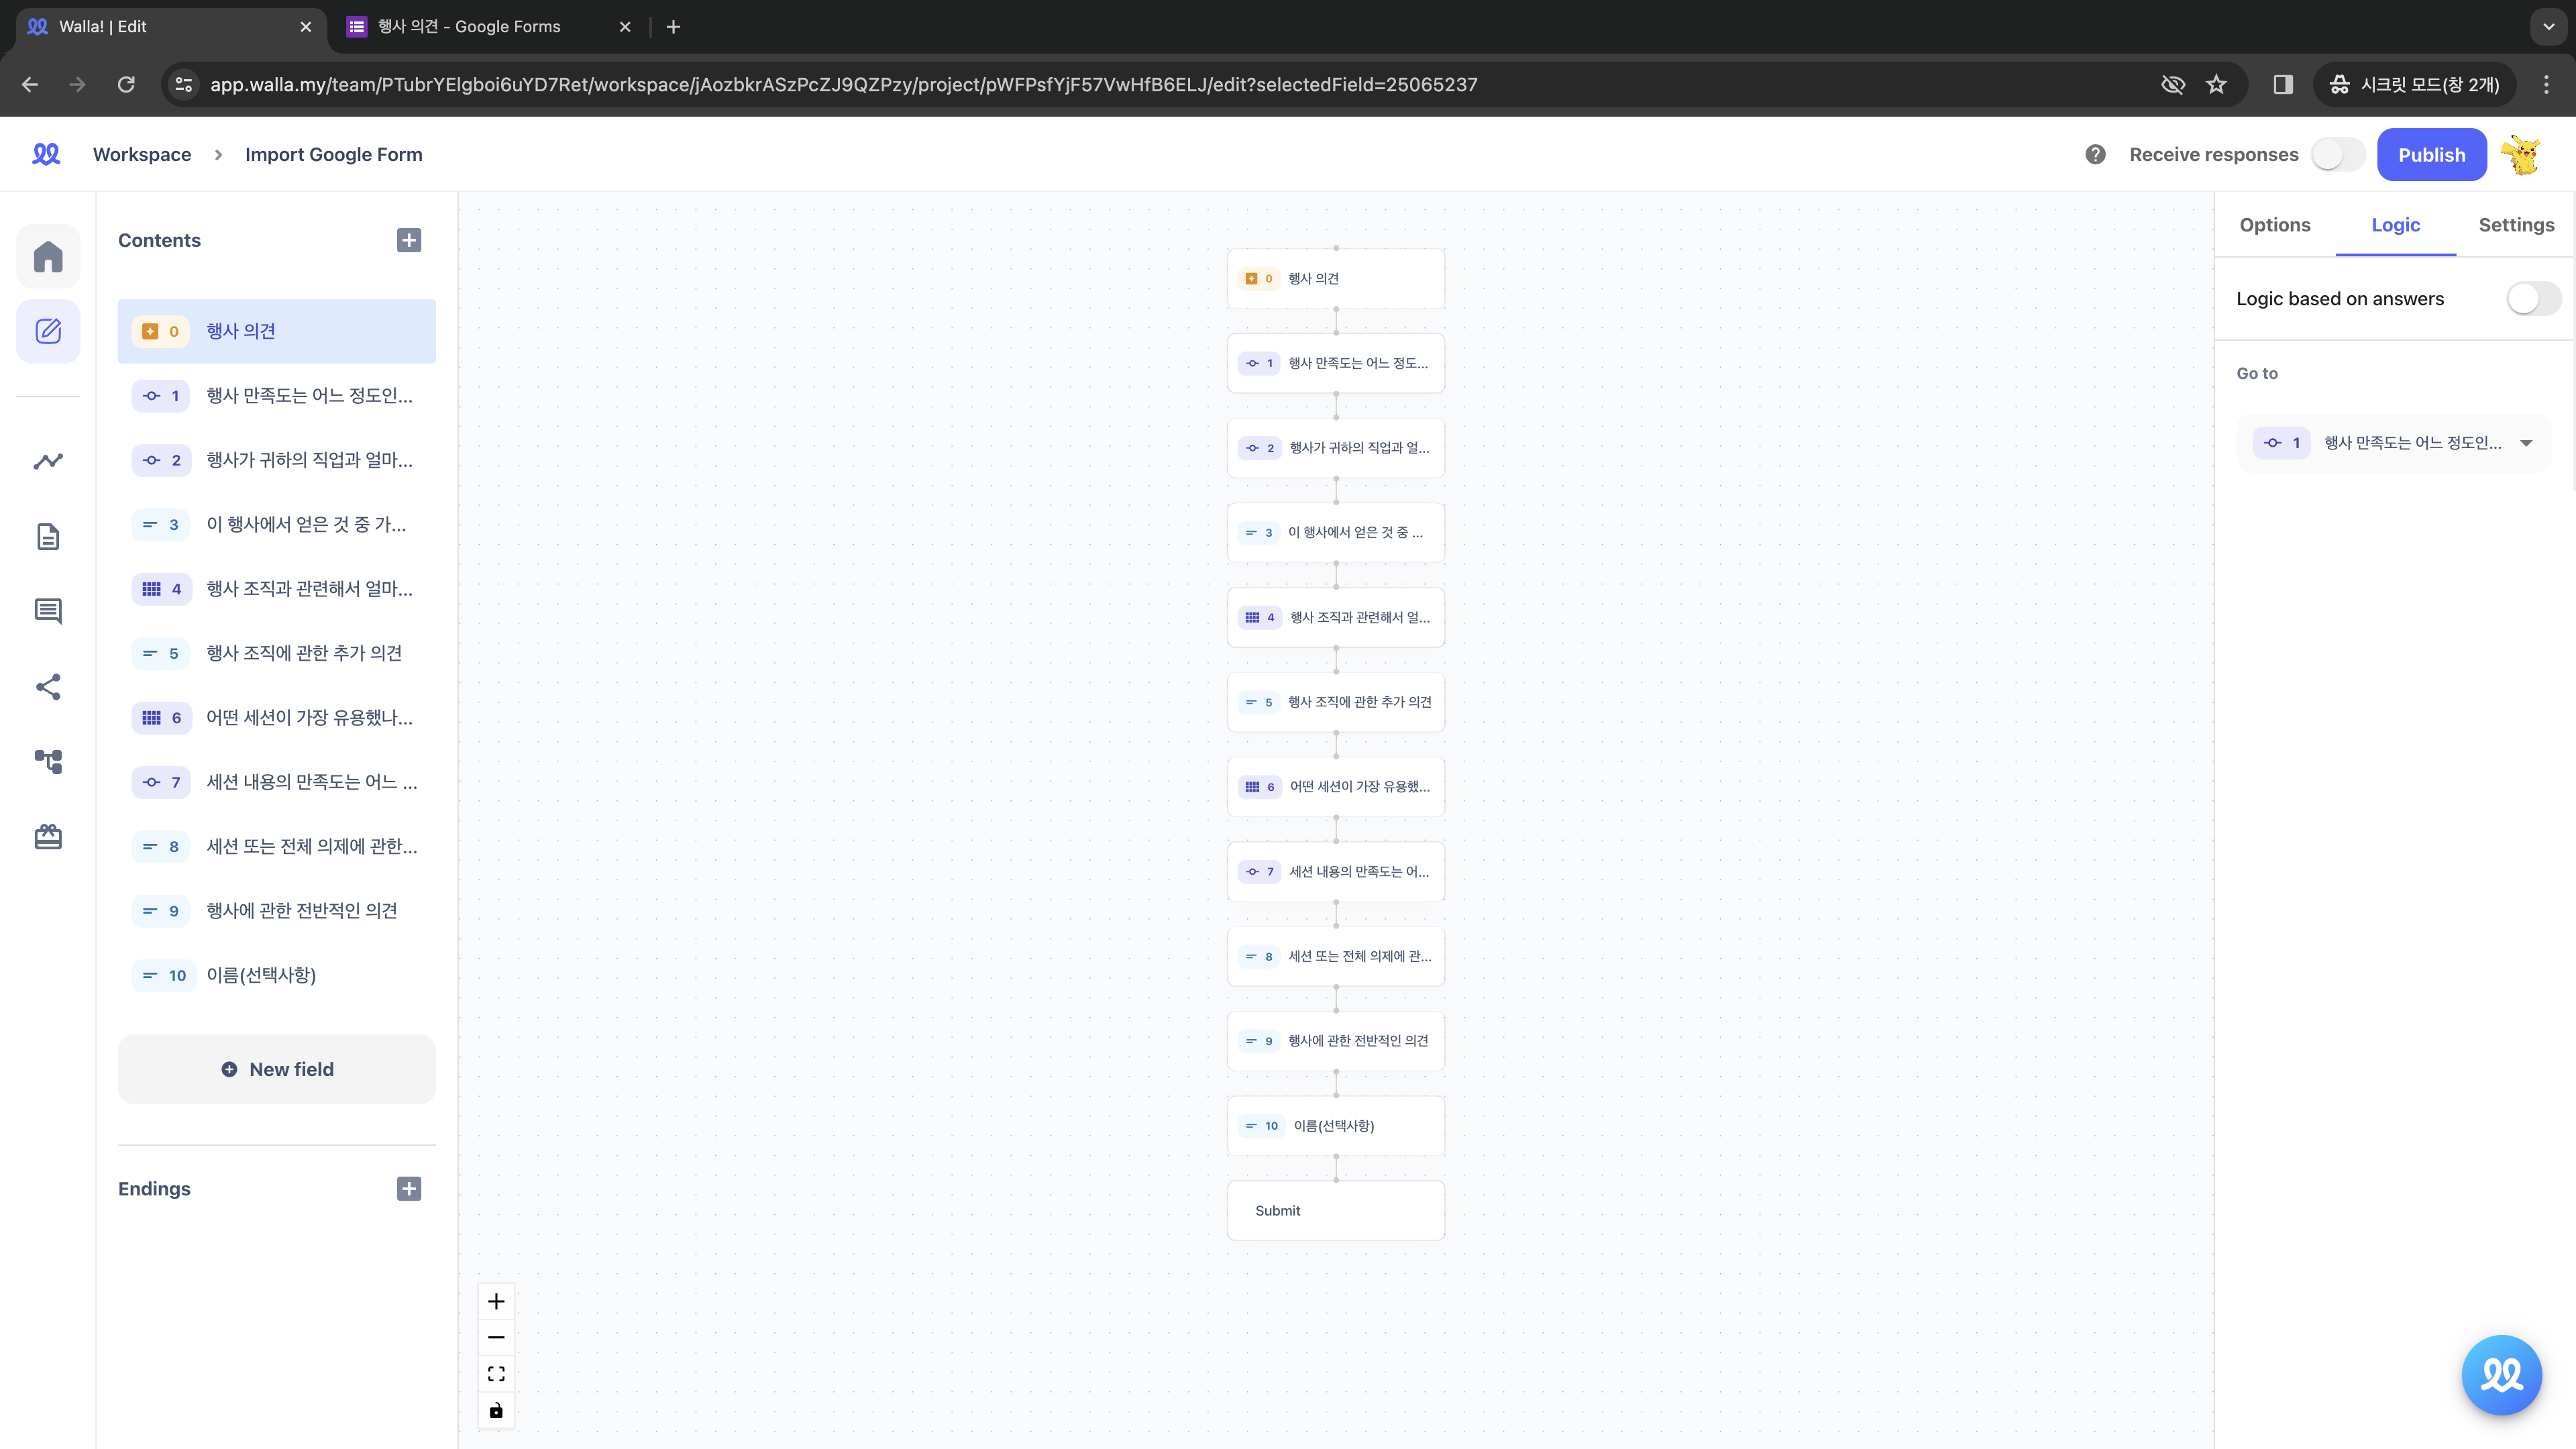 Walla! | Edit
행사 의견 - Google Forms
app.walla.my/team/PTubrYElgboi6uYD7Ret/workspace/jAozbkrASzPcZJ9QZPzy/project/pWFPsfYjF57VwHfB6ELJ/edit?selectedField=25065237
시크릿 모드(창 2개)
Workspace > Import Google Form
Receive responses
Publish
Contents
0 행사 의견
1 행사 만족도는 어느 정도인...
2 행사가 귀하의 직업과 얼마...
3 이 행사에서 얻은 것 중 가...
4 행사 조직과 관련해서 얼마...
5 행사 조직에 관한 추가 의견
6 어떤 세션이 가장 유용했나...
7 세션 내용의 만족도는 어느 ...
8 세션 또는 전체 의제에 관한...
9 행사에 관한 전반적인 의견
10 이름(선택사항)
New field
Endings
0 행사 의견
1 행사 만족도는 어느 정도...
2 행사가 귀하의 직업과 얼...
3 이 행사에서 얻은 것 중 ...
4 행사 조직과 관련해서 얼...
5 행사 조직에 관한 추가 의견
6 어떤 세션이 가장 유용했...
7 세션 내용의 만족도는 어...
8 세션 또는 전체 의제에 관...
9 행사에 관한 전반적인 의견
10 이름(선택사항)
Submit
Options Logic Settings
Logic based on answers
Go to
1 행사 만족도는 어느 정도인...